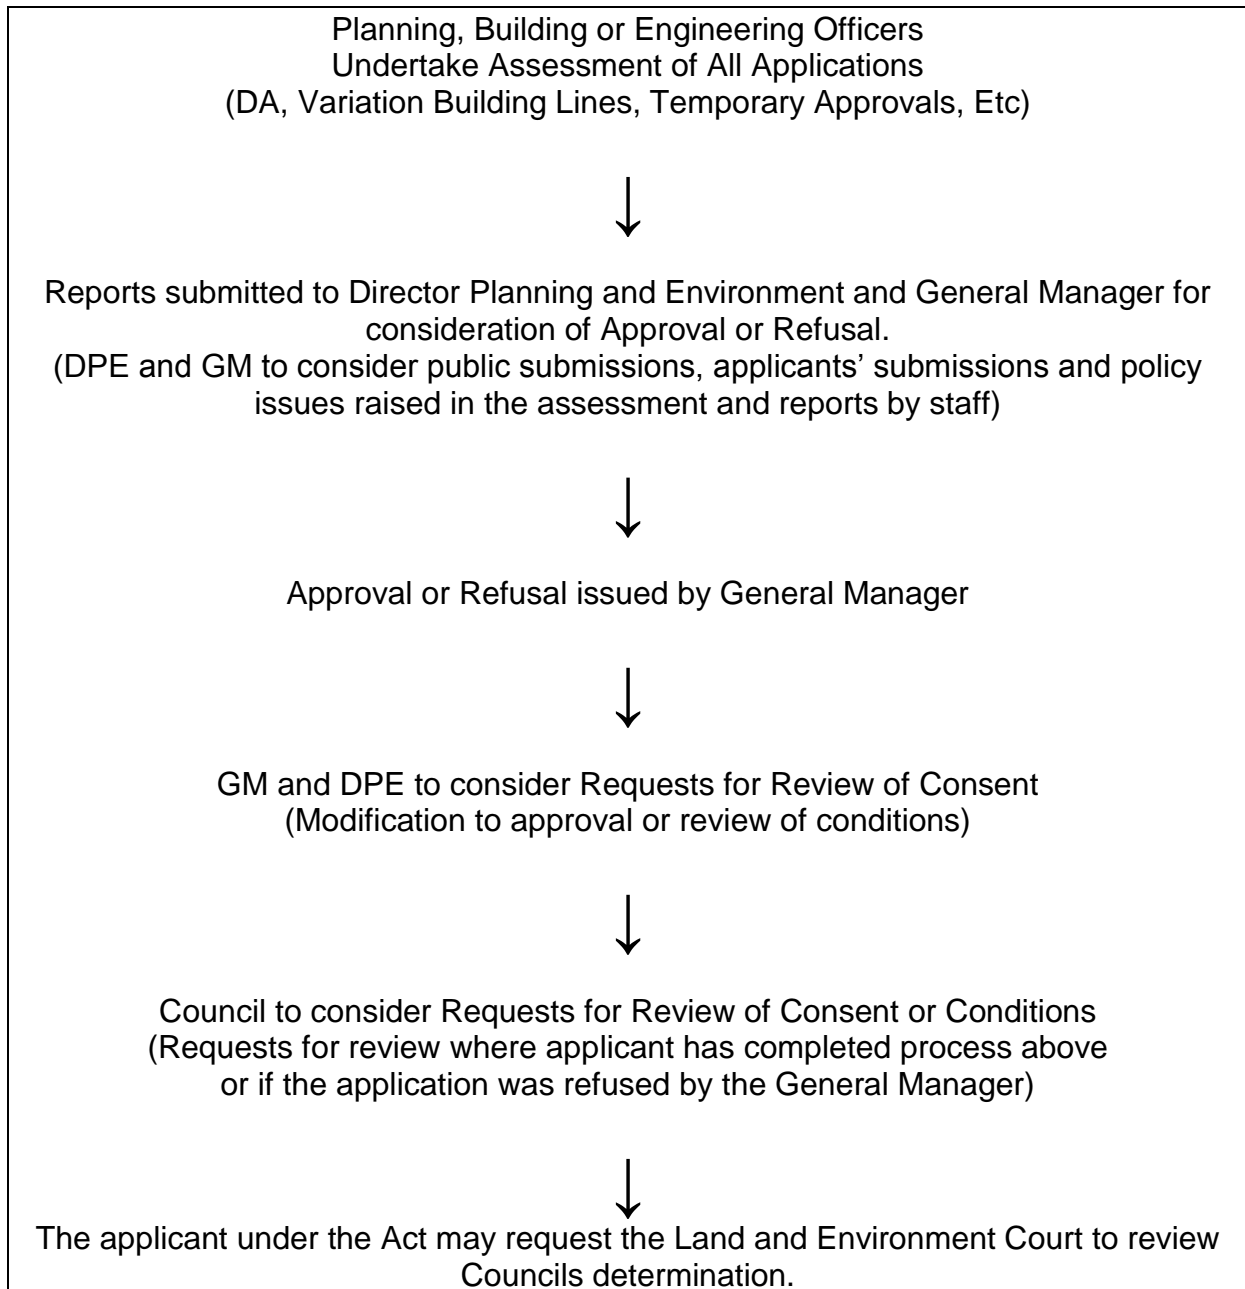 Planning, Building or Engineering Officers
Undertake Assessment of All Applications
(DA, Variation Building Lines, Temporary Approvals, Etc)
↓
Reports submitted to Director Planning and Environment and General Manager for
consideration of Approval or Refusal.
(DPE and GM to consider public submissions, applicants’ submissions and policy
issues raised in the assessment and reports by staff)
↓
Approval or Refusal issued by General Manager
↓
GM and DPE to consider Requests for Review of Consent
(Modification to approval or review of conditions)
↓
Council to consider Requests for Review of Consent or Conditions
(Requests for review where applicant has completed process above
or if the application was refused by the General Manager)
↓
The applicant under the Act may request the Land and Environment Court to review
Councils determination.